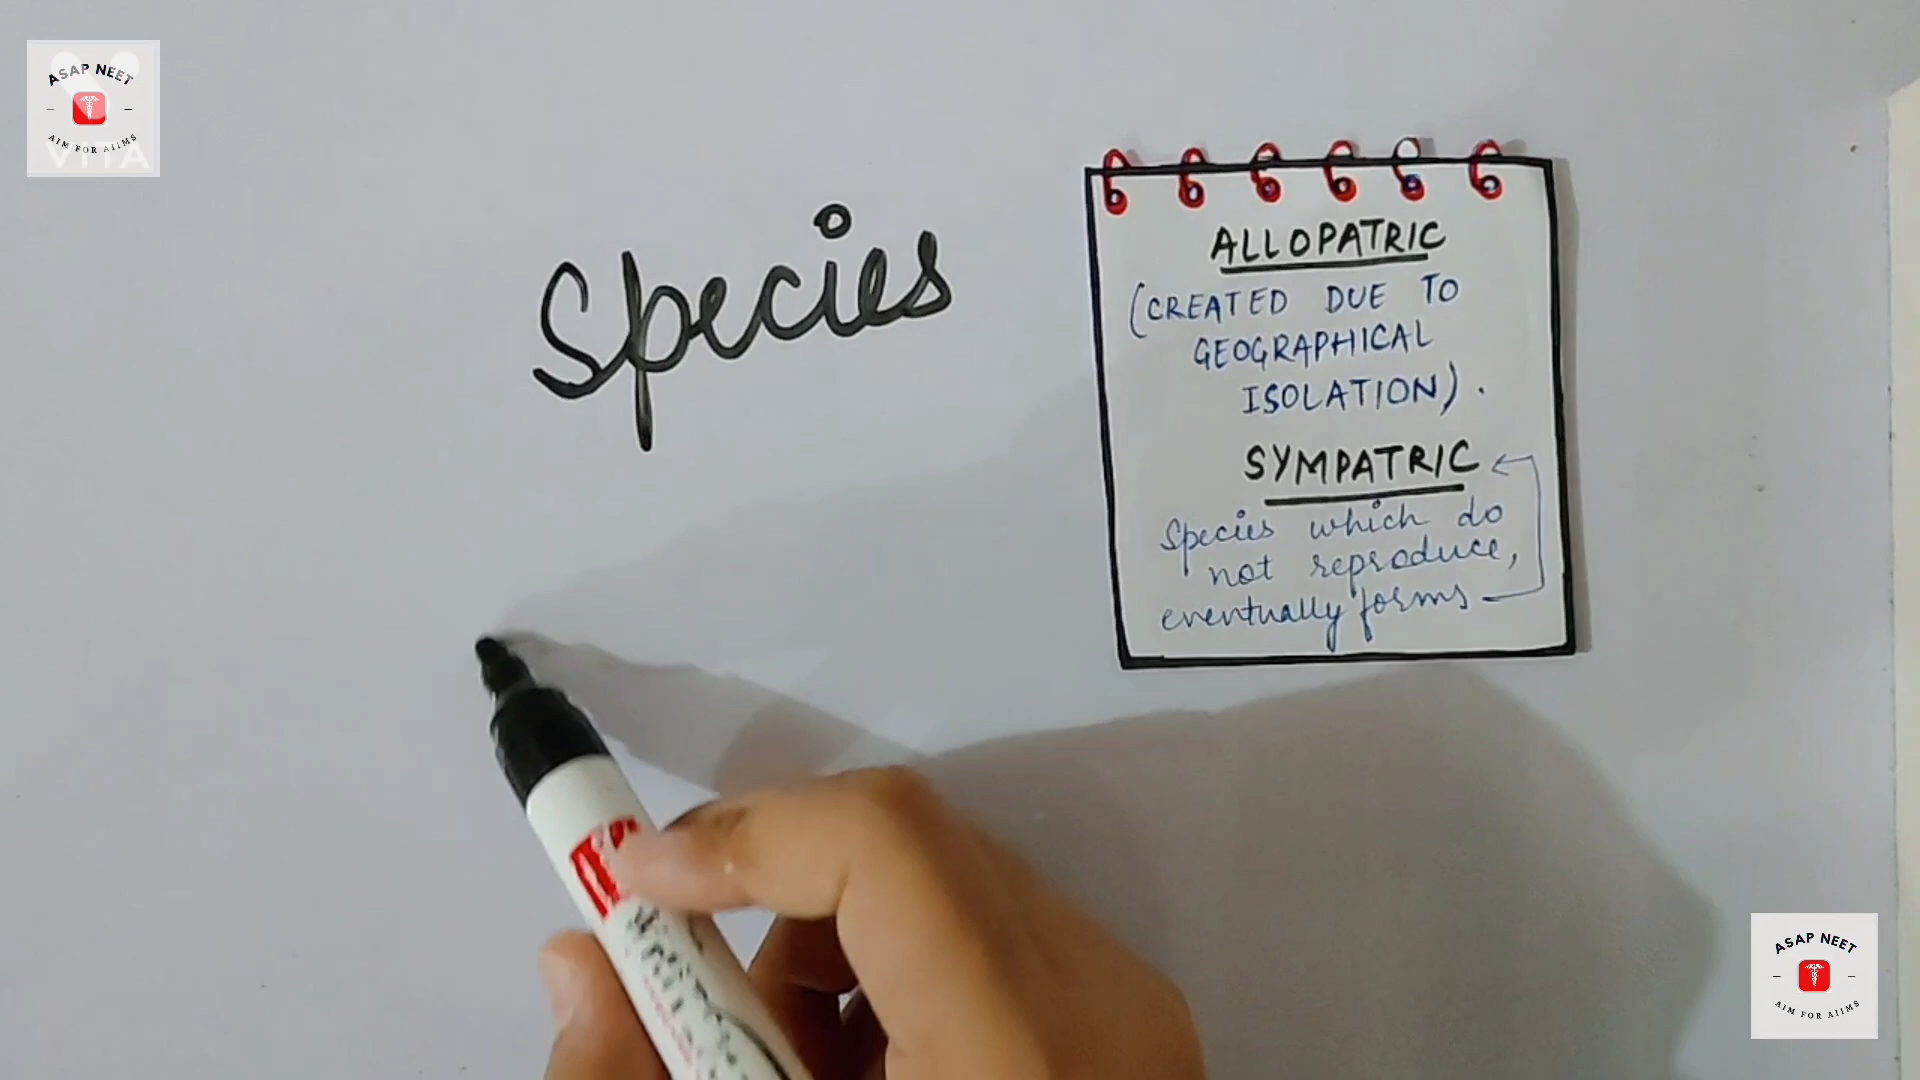 ASAP NEET
AIM FOR AIIMS
VITA
Species
ALLOPATRIC
(CREATED DUE TO
GEOGRAPHICAL
ISOLATION).
SYMPATRIC
Species which do
not reproduce,
eventually forms
ASAP NEET
AIM FOR AIIMS